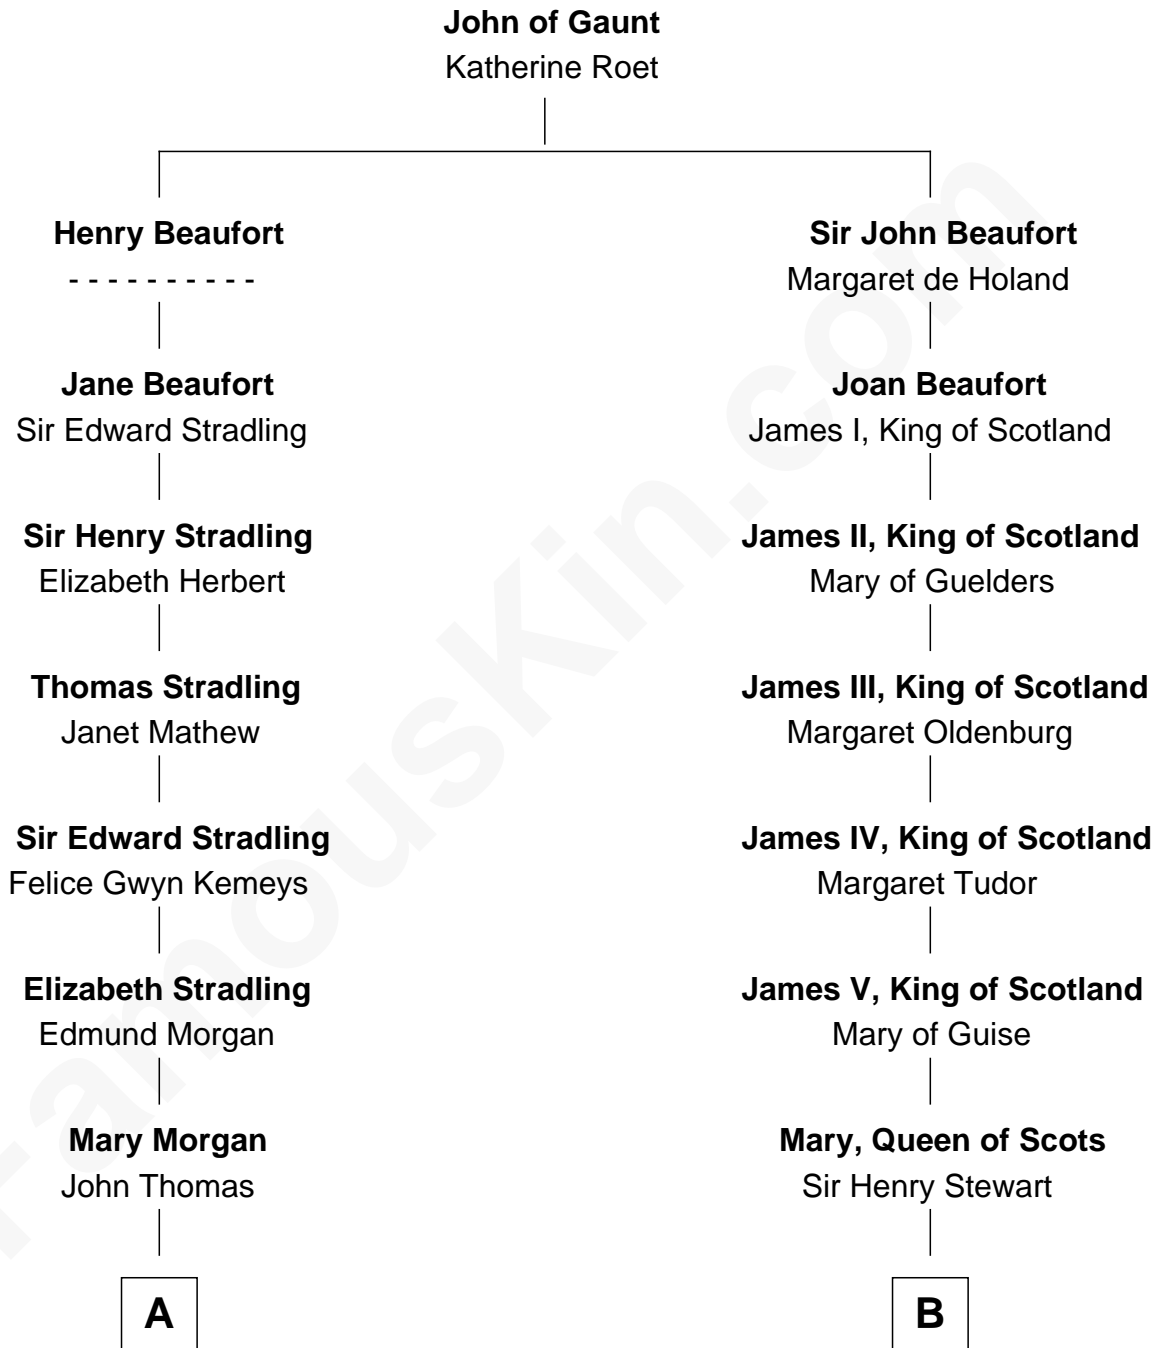 John of Gaunt
Katherine Roet
Henry Beaufort
- - - - - - - - - -
Jane Beaufort
Sir Edward Stradling
Sir Henry Stradling
Elizabeth Herbert
Thomas Stradling
Janet Mathew
Sir Edward Stradling
Felice Gwyn Kemeys
Elizabeth Stradling
Edmund Morgan
Mary Morgan
John Thomas
A
Sir John Beaufort
Margaret de Holand
Joan Beaufort
James I, King of Scotland
James II, King of Scotland
Mary of Guelders
James III, King of Scotland
Margaret Oldenburg
James IV, King of Scotland
Margaret Tudor
James V, King of Scotland
Mary of Guise
Mary, Queen of Scots
Sir Henry Stewart
B
FamousKin.com